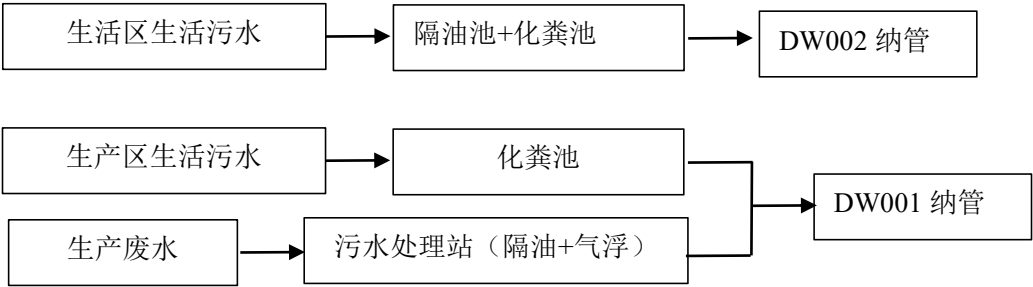 生活区生活污水
隔油池+化粪池
DW002 纳管
生产区生活污水
化粪池
DW001 纳管
生产废水
污水处理站（隔油+气浮）